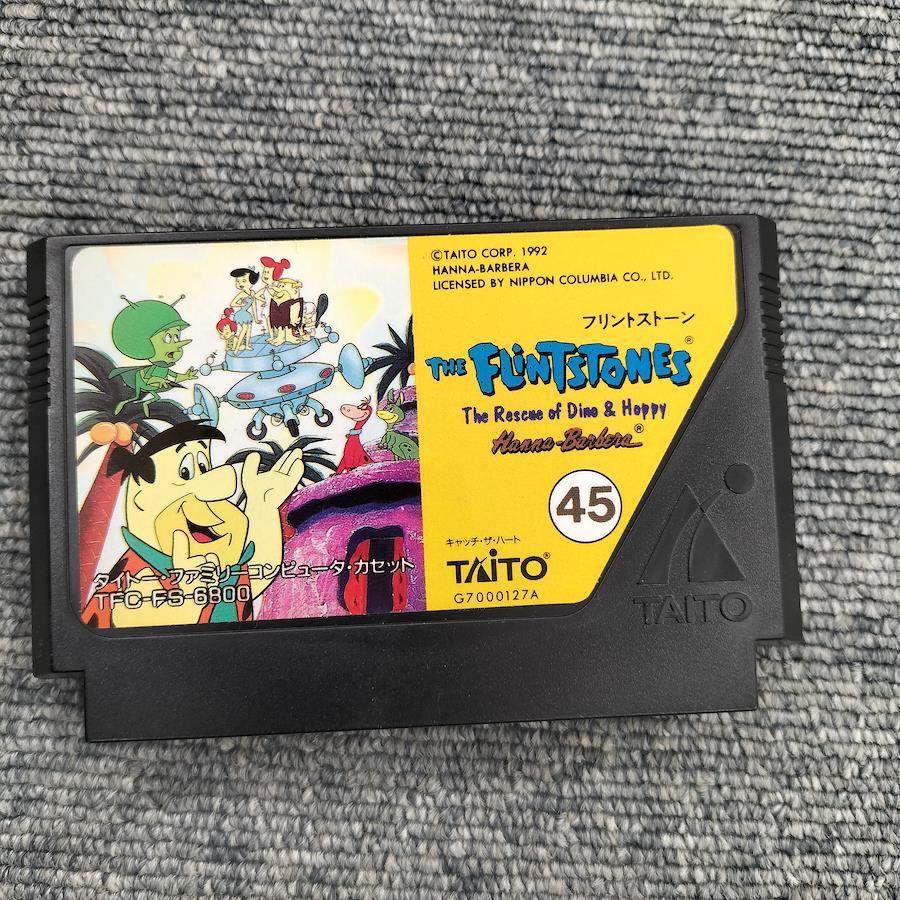 ©TAITO CORP. 1992
HANNA-BARBERA
LICENSED BY NIPPON COLUMBIA CO., LTD.
フリントストーン
THE FLINTSTONES®
The Rescue of Dino & Hoppy
Hanna-Barbera®
45
キャッチ・ザ・ハート
TAITO®
G7000127A
タイトー・ファミリーコンピュータ・カセット
TFC-FS-6800
TAITO